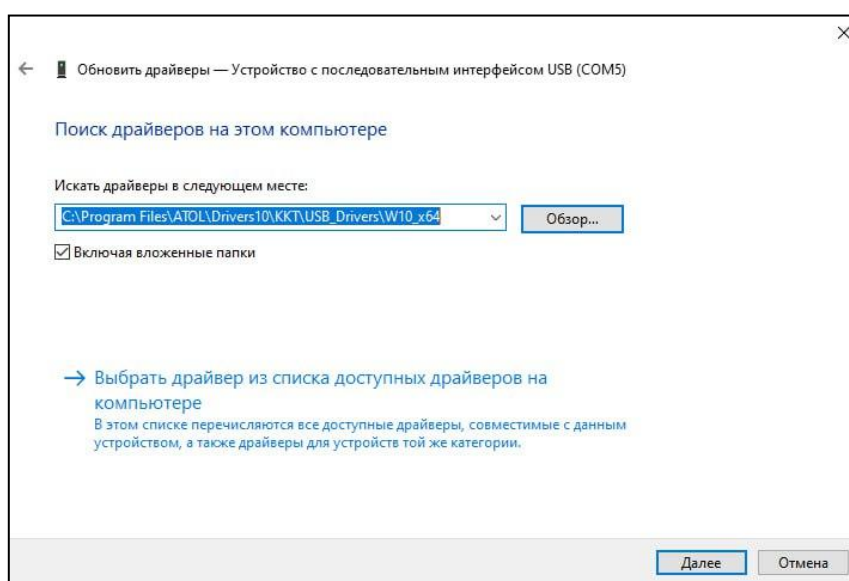 Обновить драйверы — Устройство с последовательным интерфейсом USB (COM5)
Поиск драйверов на этом компьютере
Искать драйверы в следующем месте:
C:\Program Files\ATOL\Drivers10\KKT\USB_Drivers\W10_x64
Обзор...
Включая вложенные папки
Выбрать драйвер из списка доступных драйверов на
компьютере
В этом списке перечисляются все доступные драйверы, совместимые с данным
устройством, а также драйверы для устройств той же категории.
Далее
Отмена